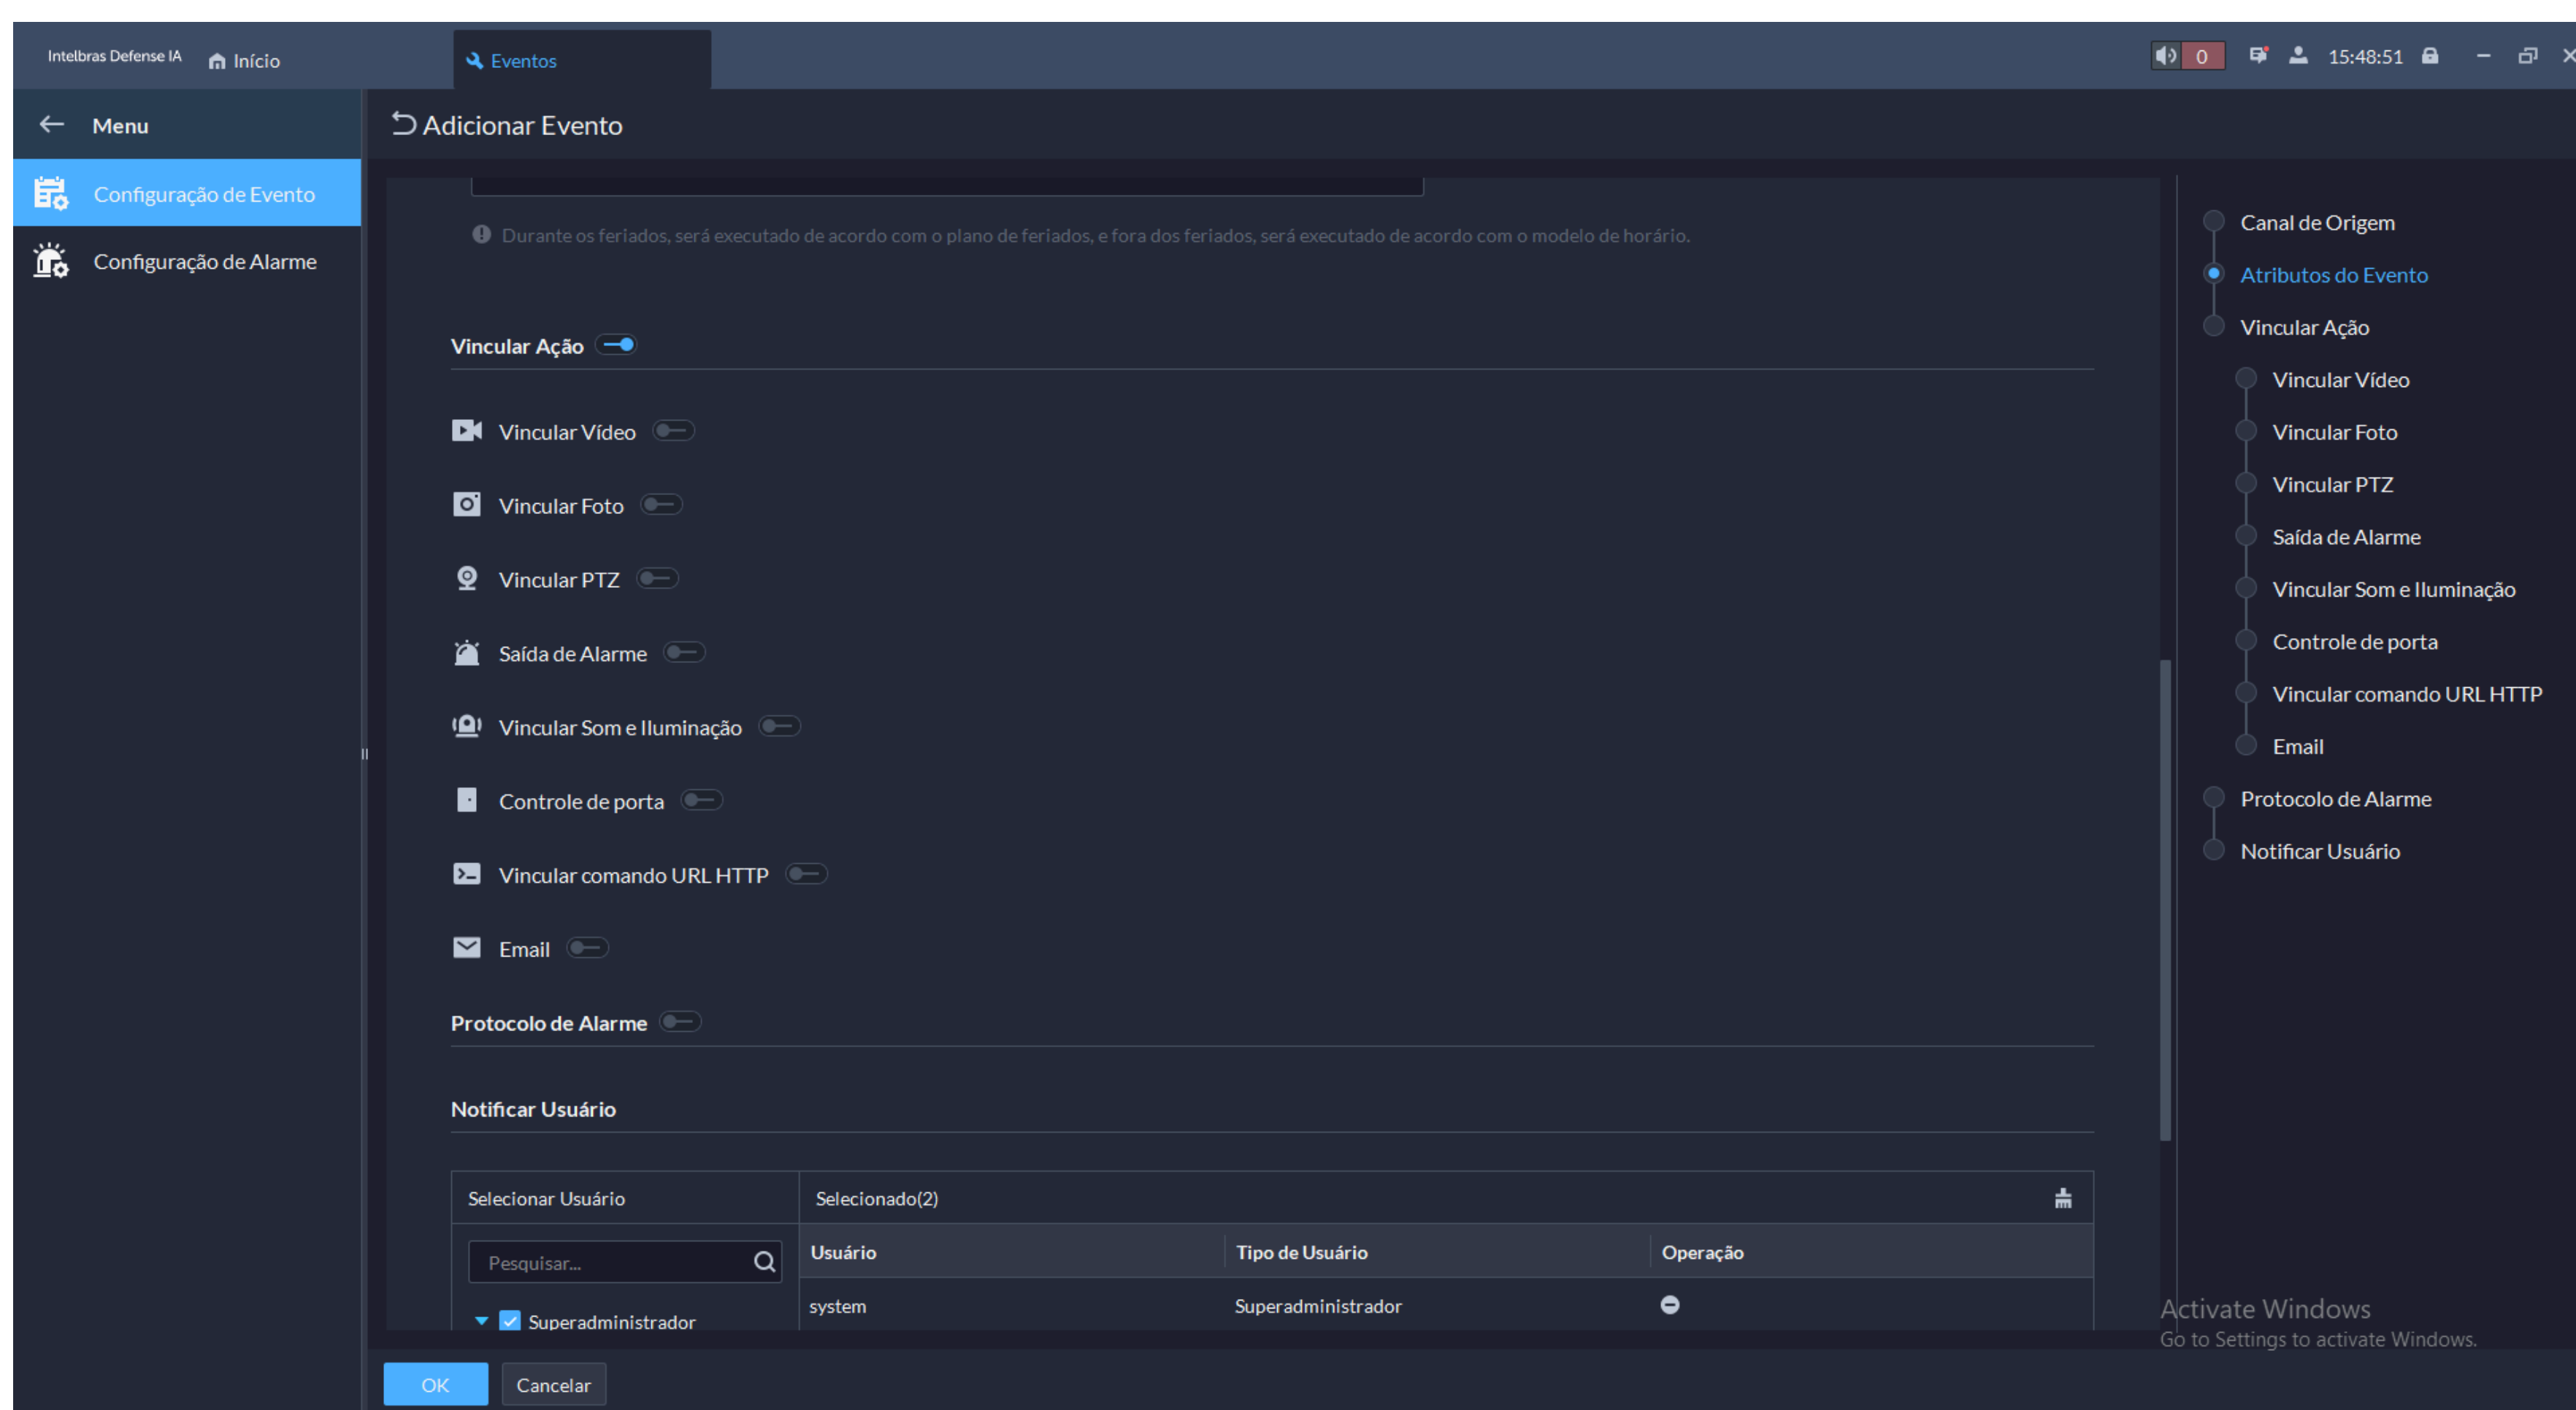 Intelbras Defense IA
Início
Eventos
0
15:48:51
Menu
Adicionar Evento
Configuração de Evento
Configuração de Alarme
Durante os feriados, será executado de acordo com o plano de feriados, e fora dos feriados, será executado de acordo com o modelo de horário.
Vincular Ação
Vincular Vídeo
Vincular Foto
Vincular PTZ
Saída de Alarme
Vincular Som e Iluminação
Controle de porta
Vincular comando URL HTTP
Email
Protocolo de Alarme
Notificar Usuário
Selecionar Usuário
Selecionado(2)
Pesquisar...
Usuário
Tipo de Usuário
Operação
Superadministrador
system
Superadministrador
OK
Cancelar
Canal de Origem
Atributos do Evento
Vincular Ação
Vincular Vídeo
Vincular Foto
Vincular PTZ
Saída de Alarme
Vincular Som e Iluminação
Controle de porta
Vincular comando URL HTTP
Email
Protocolo de Alarme
Notificar Usuário
Activate Windows
Go to Settings to activate Windows.